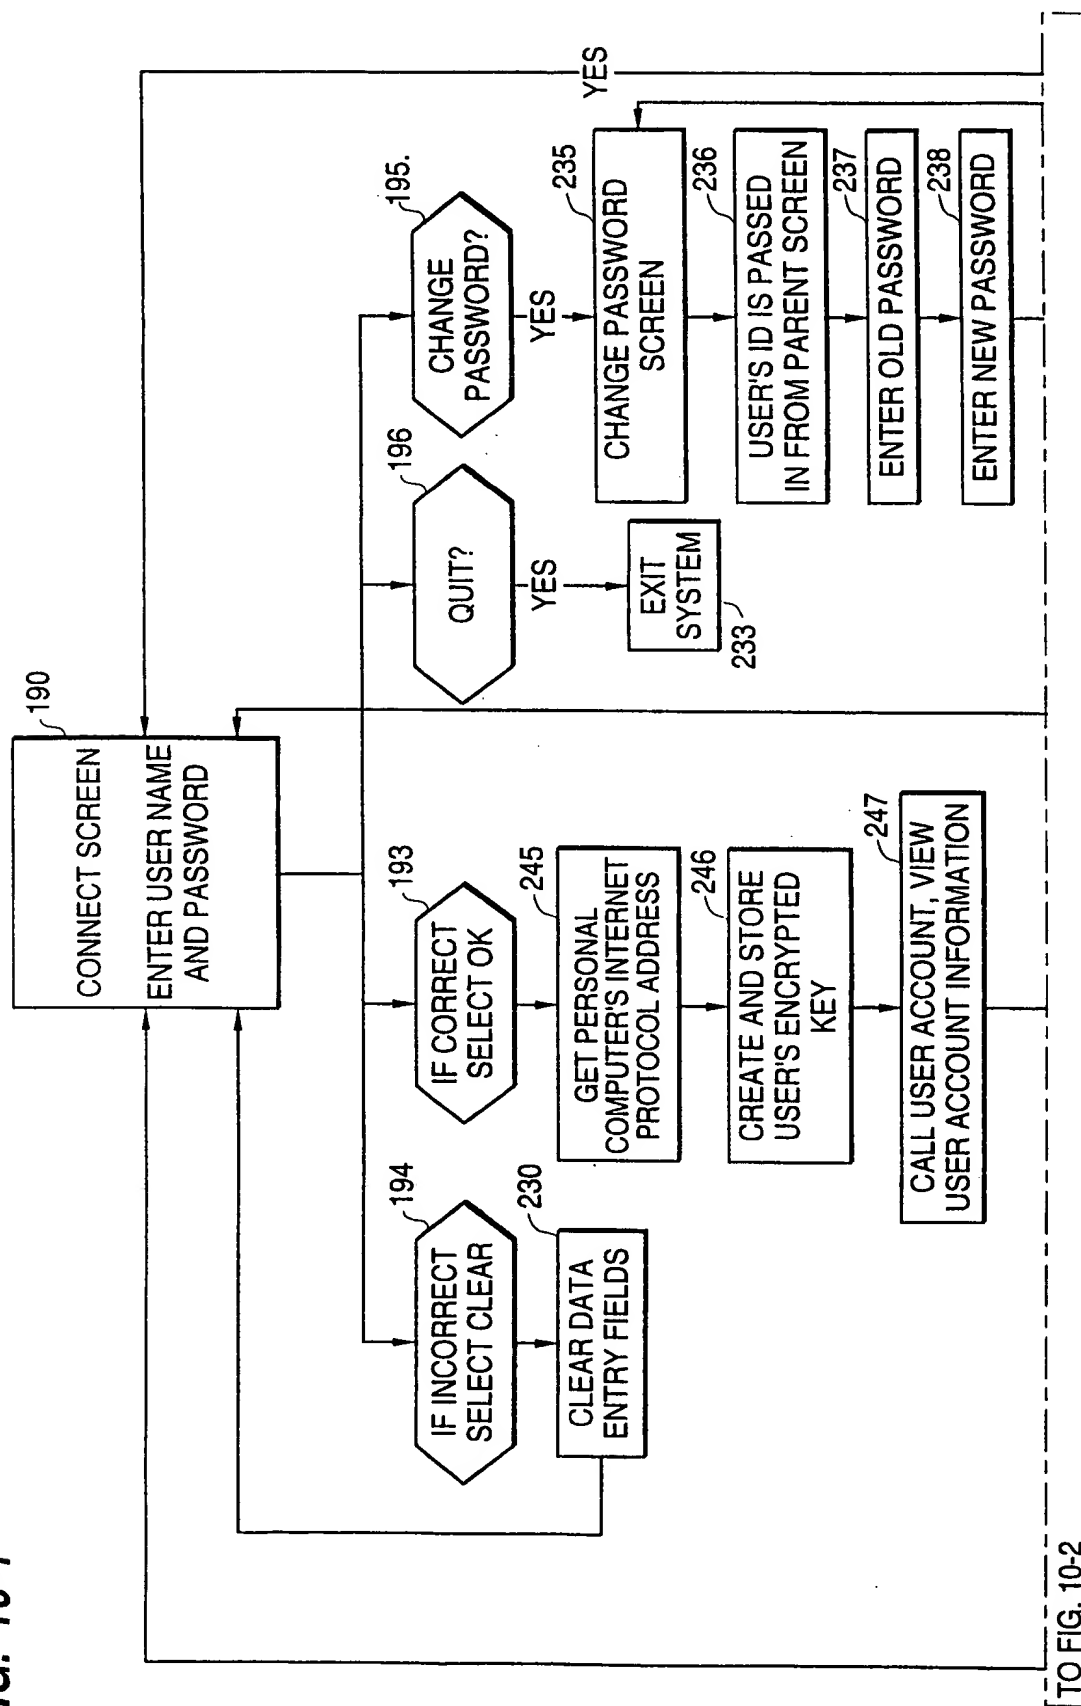 190
CONNECT SCREEN
ENTER USER NAME
AND PASSWORD
194
IF INCORRECT
SELECT CLEAR
193
IF CORRECT
SELECT OK
196
QUIT?
195.
CHANGE
PASSWORD?
YES
YES
YES
230
CLEAR DATA
ENTRY FIELDS
245
GET PERSONAL
COMPUTER'S INTERNET
PROTOCOL ADDRESS
EXIT
SYSTEM
233
235
CHANGE PASSWORD
SCREEN
246
CREATE AND STORE
USER'S ENCRYPTED
KEY
236
USER'S ID IS PASSED
IN FROM PARENT SCREEN
237
ENTER OLD PASSWORD
247
CALL USER ACCOUNT, VIEW
USER ACCOUNT INFORMATION
238
ENTER NEW PASSWORD
TO FIG. 10-2